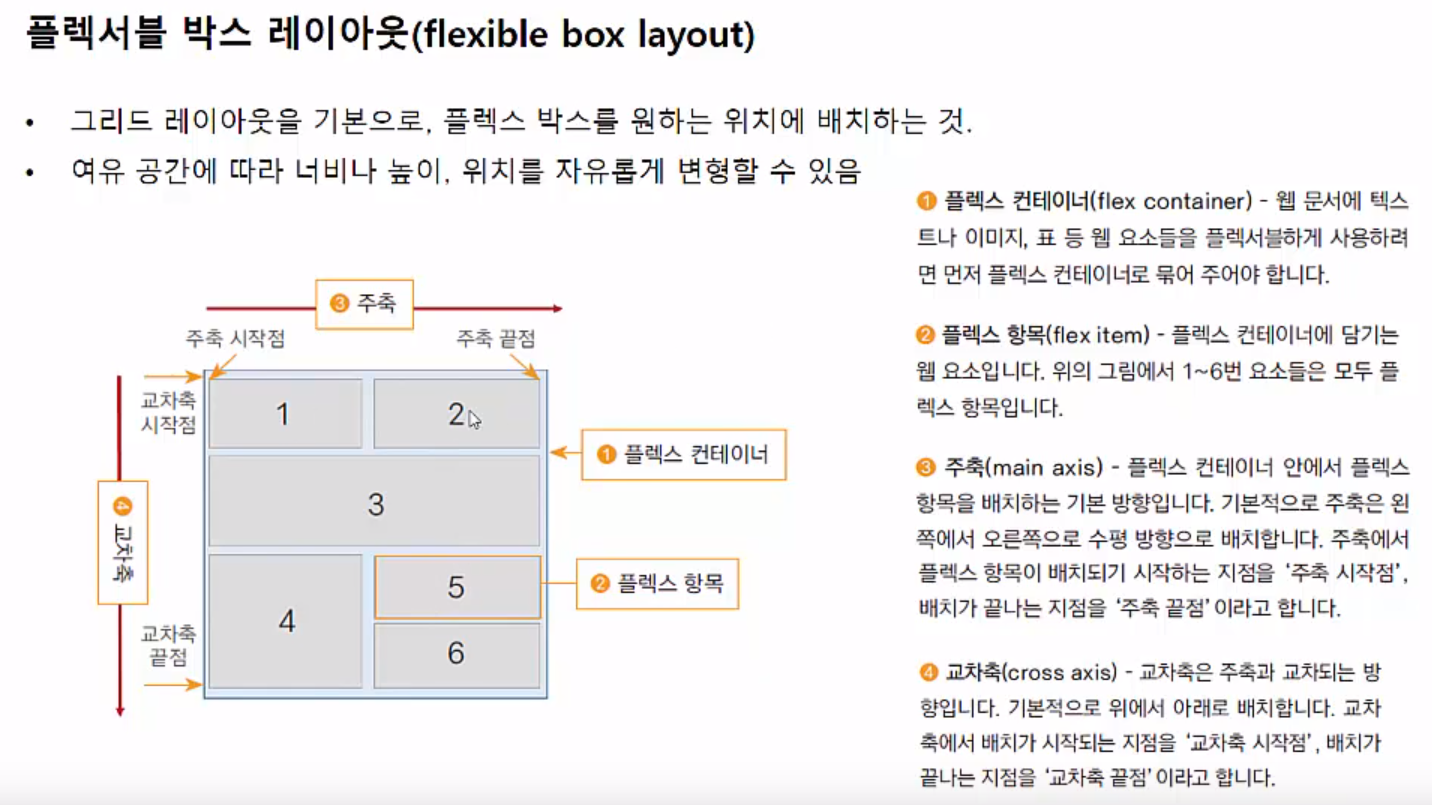 플렉서블 박스 레이아웃(flexible box layout)
• 그리드 레이아웃을 기본으로, 플렉스 박스를 원하는 위치에 배치하는 것.
• 여유 공간에 따라 너비나 높이, 위치를 자유롭게 변형할 수 있음
❸ 주축
주축 시작점
주축 끝점
교차축
시작점
1
2
❶ 플렉스 컨테이너
3
❹ 교차축
5
❷ 플렉스 항목
4
교차축
끝점
6
❶ 플렉스 컨테이너(flex container) - 웹 문서에 텍스
트나 이미지, 표 등 웹 요소들을 플렉서블하게 사용하려
면 먼저 플렉스 컨테이너로 묶어 주어야 합니다.
❷ 플렉스 항목(flex item) - 플렉스 컨테이너에 담기는
웹 요소입니다. 위의 그림에서 1~6번 요소들은 모두 플
렉스 항목입니다.
❸ 주축(main axis) - 플렉스 컨테이너 안에서 플렉스
항목을 배치하는 기본 방향입니다. 기본적으로 주축은 왼
쪽에서 오른쪽으로 수평 방향으로 배치합니다. 주축에서
플렉스 항목이 배치되기 시작하는 지점을 ‘주축 시작점’,
배치가 끝나는 지점을 ‘주축 끝점’이라고 합니다.
❹ 교차축(cross axis) - 교차축은 주축과 교차되는 방
향입니다. 기본적으로 위에서 아래로 배치합니다. 교차
축에서 배치가 시작되는 지점을 ‘교차축 시작점’, 배치가
끝나는 지점을 ‘교차축 끝점’이라고 합니다.